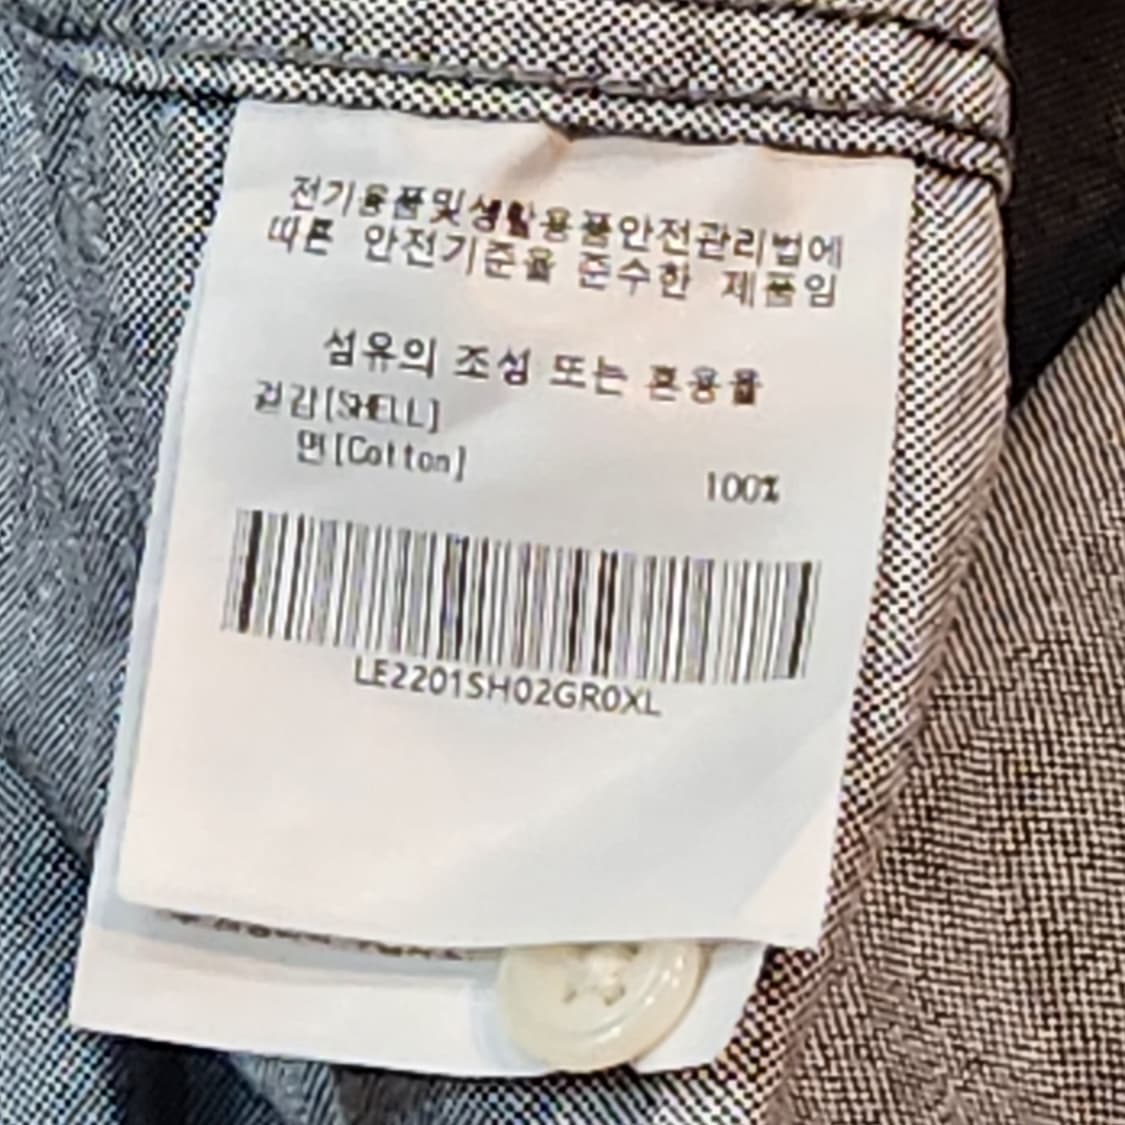 전기용품및생활용품안전관리법에
따른 안전기준을 준수한 제품임
섬유의 조성 또는 혼용율
겉감[SHELL]
면[Cotton]
100%
LE2201SH02GR0XL